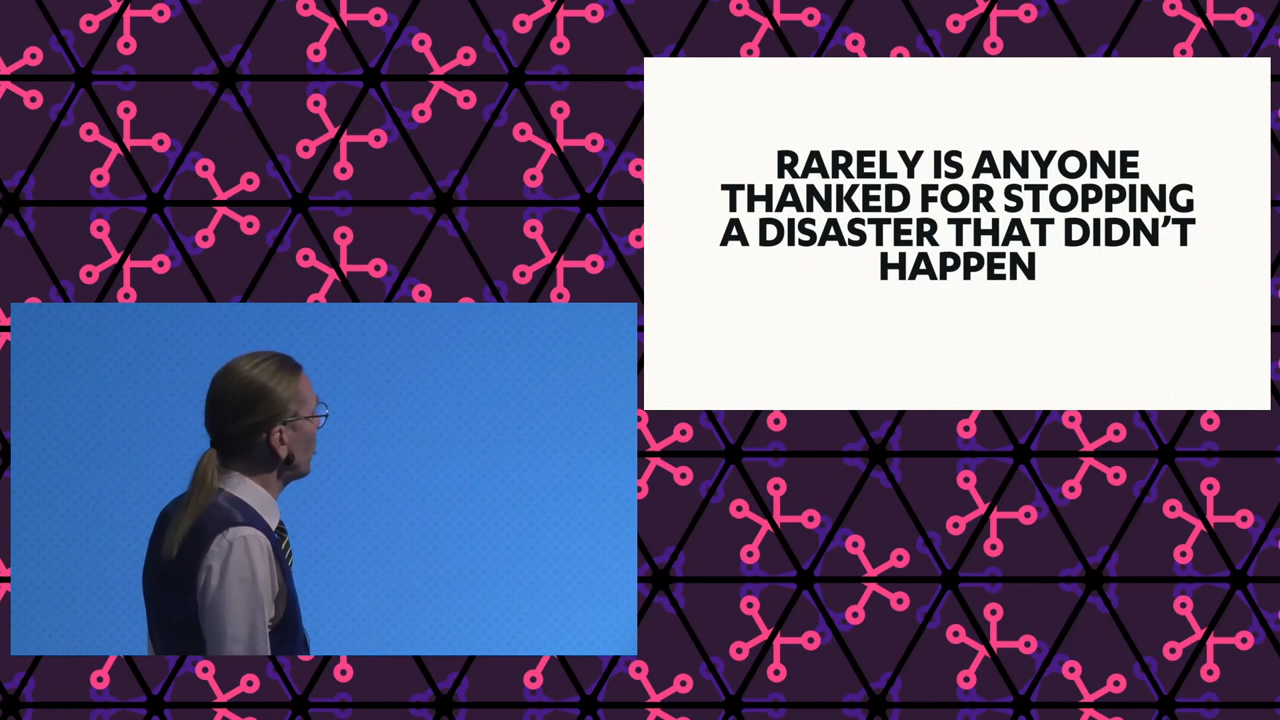 RARELY IS ANYONE
THANKED FOR STOPPING
A DISASTER THAT DIDN'T
HAPPEN